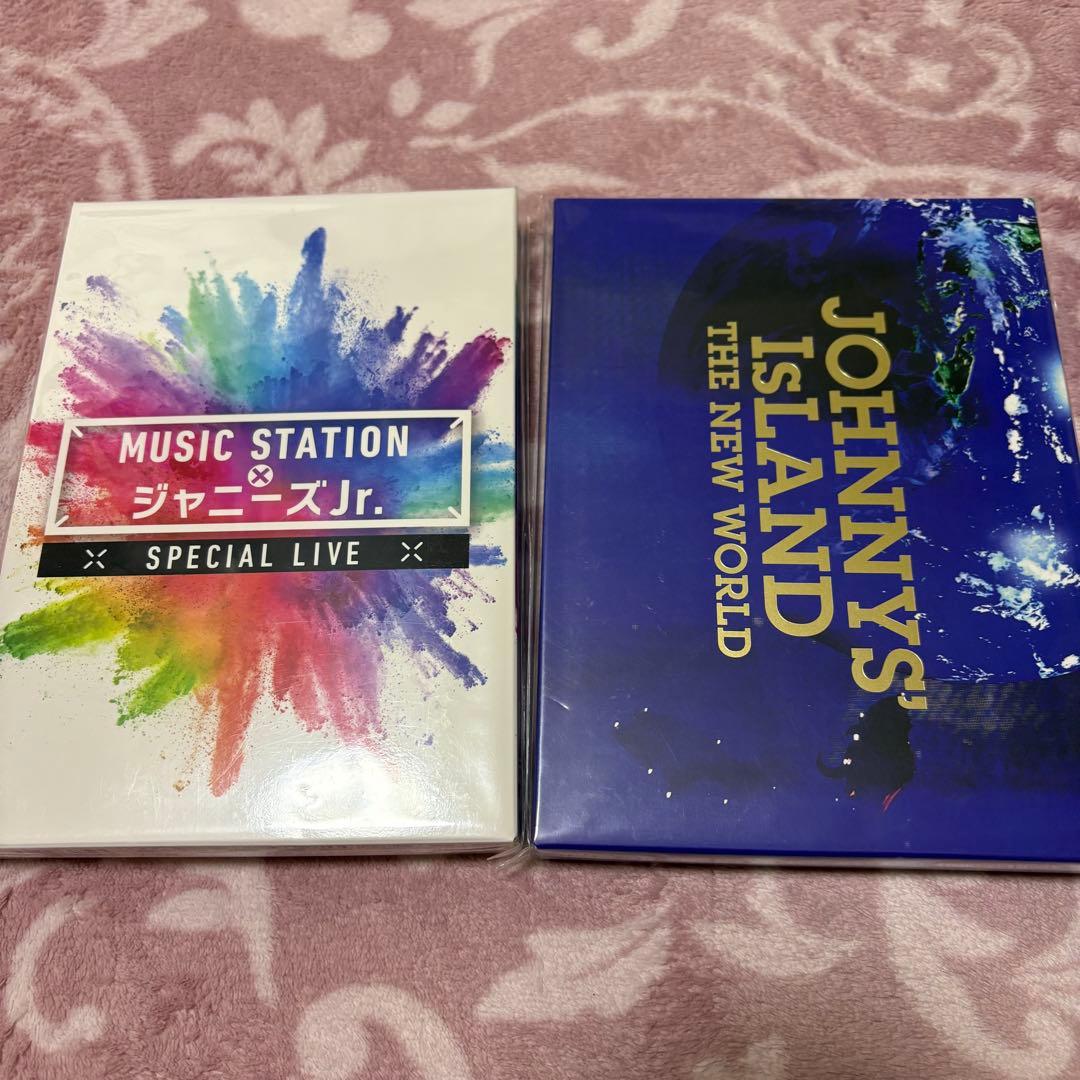 MUSIC STATION
×
ジャニーズJr.
SPECIAL LIVE
JOHNNYS'
IsLAND
THE NEW WORLD